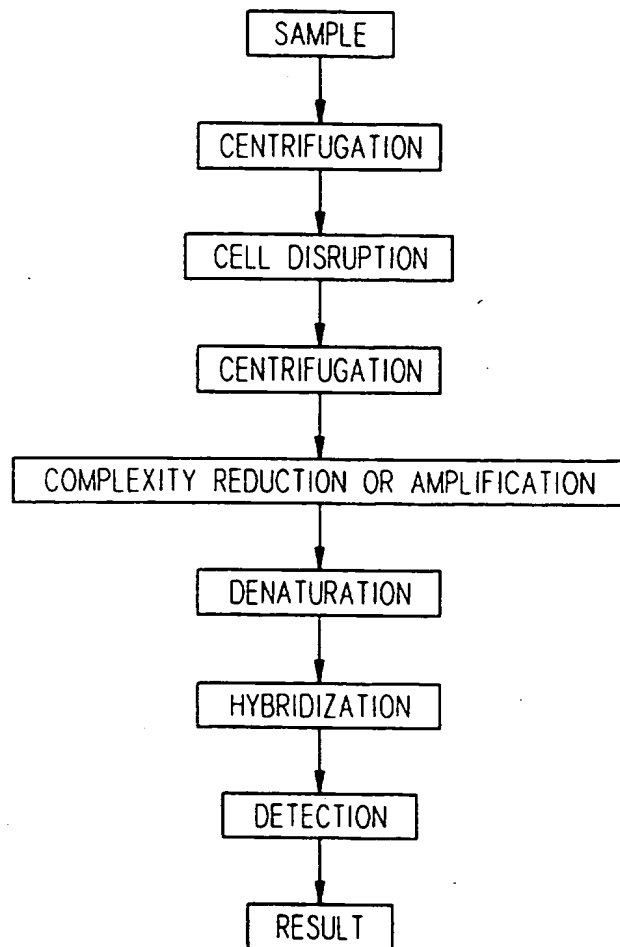 SAMPLE
CENTRIFUGATION
CELL DISRUPTION
CENTRIFUGATION
COMPLEXITY REDUCTION OR AMPLIFICATION
DENATURATION
HYBRIDIZATION
DETECTION
RESULT